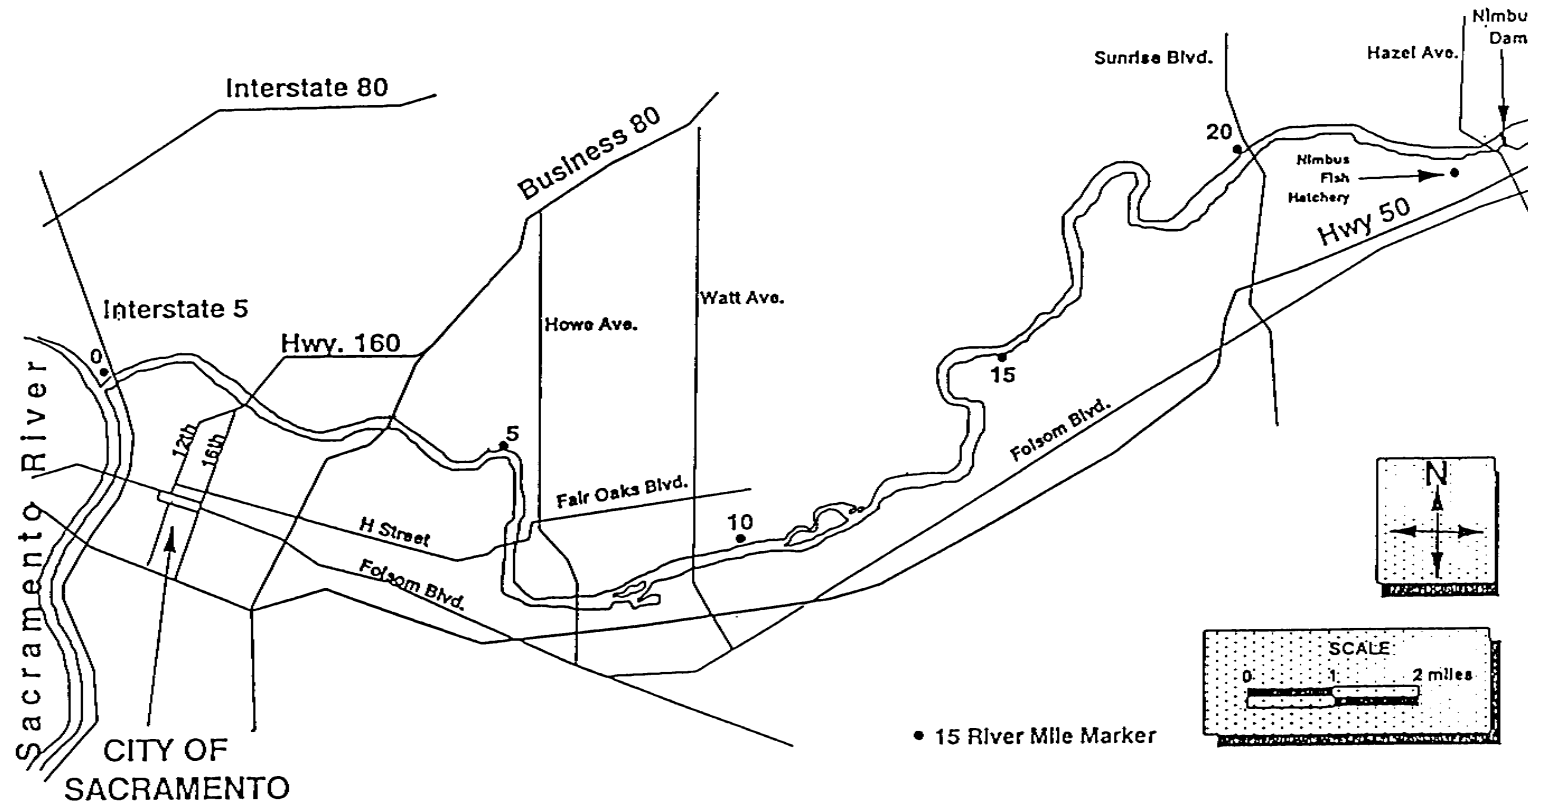 Nimbu
Dam
Hazel Ave.
Sunrise Blvd.
Interstate 80
Business 80
20
Nimbus
Fish
Hatchery
Hwy 50
Watt Ave.
Interstate 5
Howe Ave.
Hwy. 160
0
15
Sacramento River
12th
16th
5
Folsom Blvd.
Fair Oaks Blvd.
H Street
10
N
Folsom Blvd.
SCALE
0 1 2 miles
15 River Mile Marker
CITY OF
SACRAMENTO